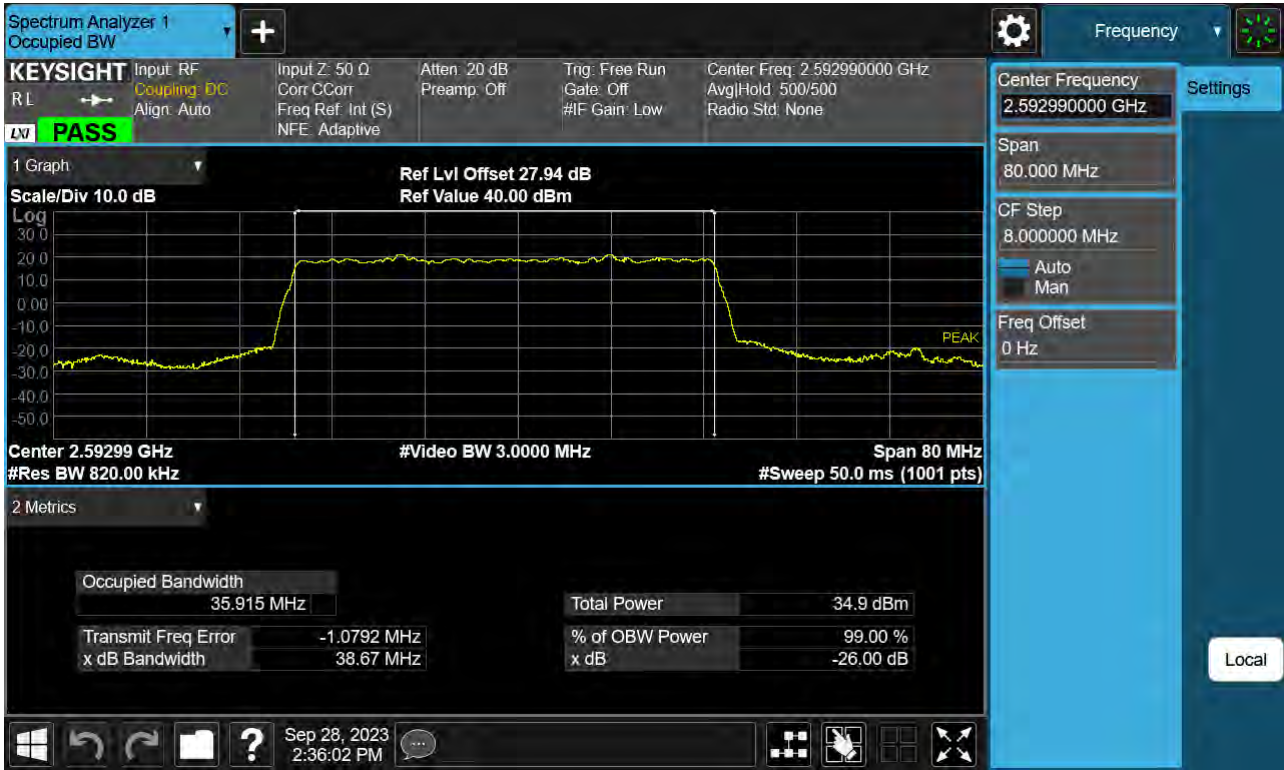 Spectrum Analyzer 1
Occupied BW
Frequency
KEYSIGHT
RL
LXI PASS
Input: RF
Coupling: DC
Align: Auto
Input Z: 50 Ω
Corr CCorr
Freq Ref: Int (S)
NFE: Adaptive
Atten: 20 dB
Preamp: Off
Trig: Free Run
Gate: Off
#IF Gain: Low
Center Freq: 2.592990000 GHz
Avg|Hold: 500/500
Radio Std: None
Center Frequency
2.592990000 GHz
Settings
Span
80.000 MHz
CF Step
8.000000 MHz
Auto
Man
Freq Offset
0 Hz
Local
1 Graph
Scale/Div 10.0 dB
Ref Lvl Offset 27.94 dB
Ref Value 40.00 dBm
Log
30.0
20.0
10.0
0.00
-10.0
-20.0
-30.0
-40.0
-50.0
PEAK
Center 2.59299 GHz
#Res BW 820.00 kHz
#Video BW 3.0000 MHz
Span 80 MHz
#Sweep 50.0 ms (1001 pts)
2 Metrics
Occupied Bandwidth
35.915 MHz
Transmit Freq Error -1.0792 MHz
x dB Bandwidth 38.67 MHz
Total Power 34.9 dBm
% of OBW Power 99.00 %
x dB -26.00 dB
Sep 28, 2023
2:36:02 PM